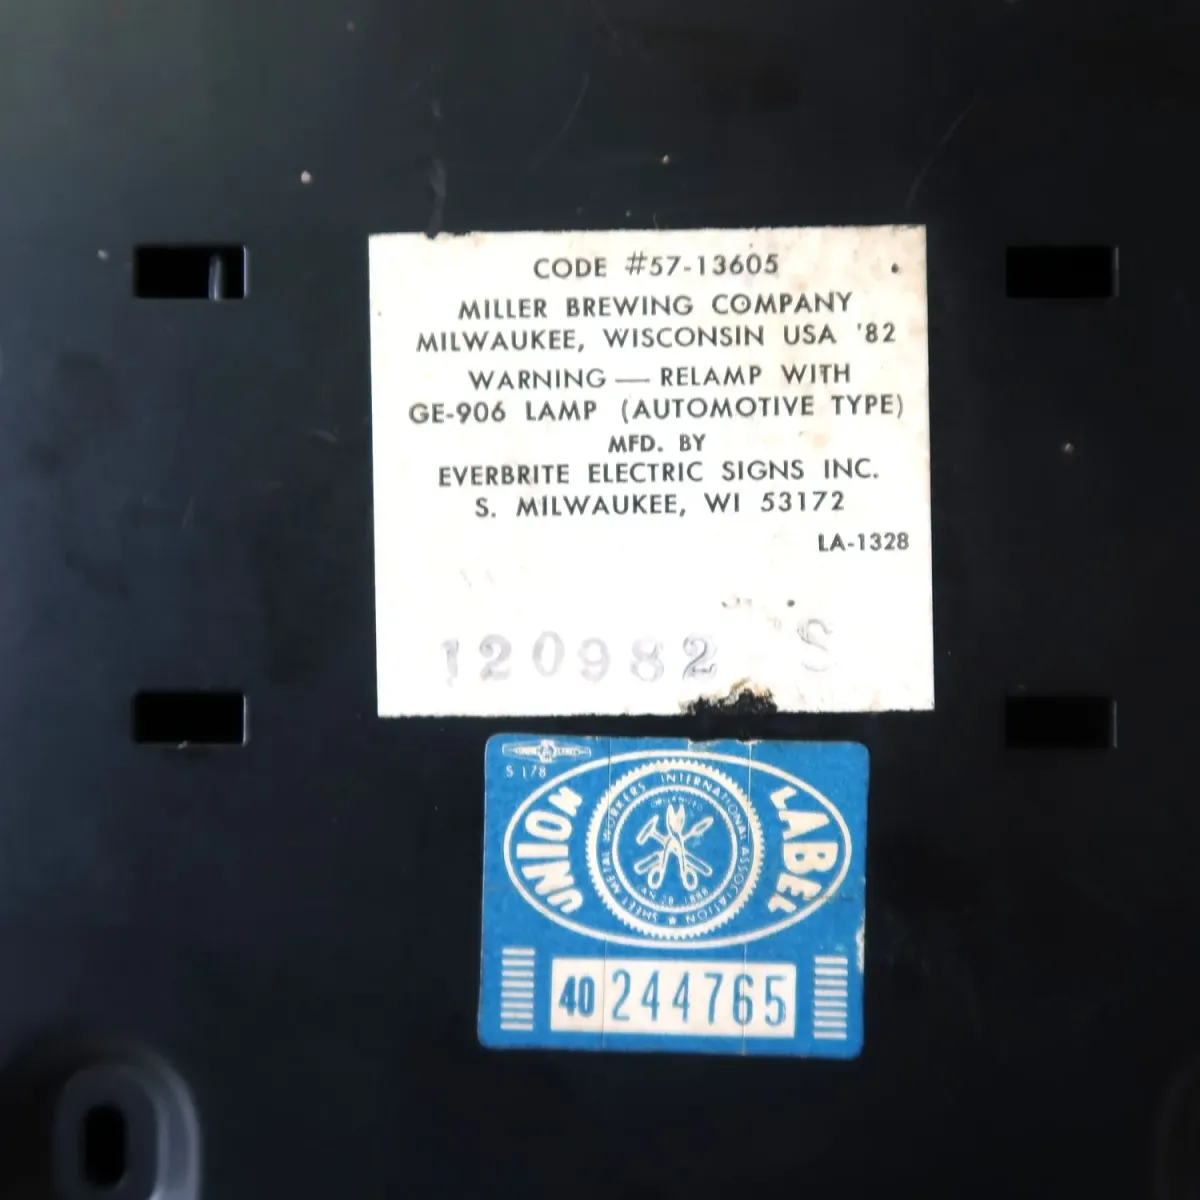 CODE #57-13605
MILLER BREWING COMPANY
MILWAUKEE, WISCONSIN USA '82
WARNING — RELAMP WITH
GE-906 LAMP (AUTOMOTIVE TYPE)
MFD. BY
EVERBRITE ELECTRIC SIGNS INC.
S. MILWAUKEE, WI 53172
LA-1328
120982 S
S 178
UNION LABEL
SHEET METAL WORKERS INTERNATIONAL ASSOCIATION ★
ORGANIZED
1888
40 244765